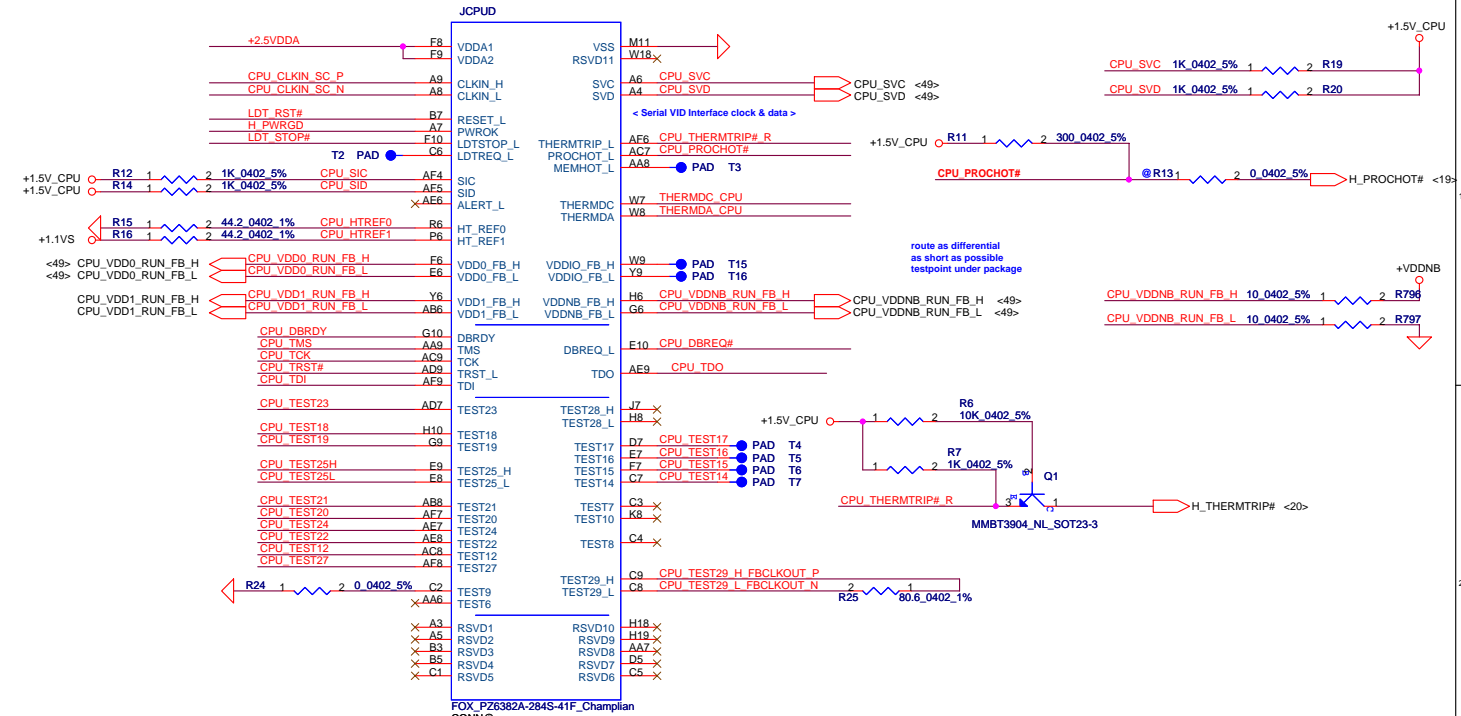 JCPUD
+2.5VDDA F8 VDDA1
F9 VDDA2
CPU_CLKIN_SC_P A9 CLKIN_H
CPU_CLKIN_SC_N A8 CLKIN_L
LDT_RST# B7 RESET_L
H_PWRGD A7 PWROK
LDT_STOP# F10 LDTSTOP_L
T2 PAD C6 LDTREQ_L
+1.5V_CPU R12 1 2 1K_0402_5% CPU_SIC AF4 SIC
+1.5V_CPU R14 1 2 1K_0402_5% CPU_SID AF5 SID
AE6 ALERT_L
R15 1 2 44.2_0402_1% CPU_HTREF0 R6 HT_REF0
+1.1VS R16 1 2 44.2_0402_1% CPU_HTREF1 P6 HT_REF1
<49> CPU_VDD0_RUN_FB_H CPU_VDD0_RUN_FB_H F6 VDD0_FB_H
<49> CPU_VDD0_RUN_FB_L CPU_VDD0_RUN_FB_L E6 VDD0_FB_L
CPU_VDD1_RUN_FB_H CPU_VDD1_RUN_FB_H Y6 VDD1_FB_H
CPU_VDD1_RUN_FB_L CPU_VDD1_RUN_FB_L AB6 VDD1_FB_L
CPU_DBRDY G10 DBRDY
CPU_TMS AA9 TMS
CPU_TCK AC9 TCK
CPU_TRST# AD9 TRST_L
CPU_TDI AF9 TDI
CPU_TEST23 AD7 TEST23
CPU_TEST18 H10 TEST18
CPU_TEST19 G9 TEST19
CPU_TEST25H E9 TEST25_H
CPU_TEST25L E8 TEST25_L
CPU_TEST21 AB8 TEST21
CPU_TEST20 AF7 TEST20
CPU_TEST24 AE7 TEST24
CPU_TEST22 AE8 TEST22
CPU_TEST12 AC8 TEST12
CPU_TEST27 AF8 TEST27
R24 1 2 0_0402_5% C2 TEST9
AA6 TEST6
A3 RSVD1
A5 RSVD2
B3 RSVD3
B5 RSVD4
C1 RSVD5
VSS M11
RSVD11 W18
SVC A6 CPU_SVC CPU_SVC <49>
SVD A4 CPU_SVD CPU_SVD <49>
< Serial VID Interface clock & data >
THERMTRIP_L AF6 CPU_THERMTRIP#_R
PROCHOT_L AC7 CPU_PROCHOT#
MEMHOT_L AA8 PAD T3
THERMDC W7 THERMDC_CPU
THERMDA W8 THERMDA_CPU
VDDIO_FB_H W9 PAD T15
VDDIO_FB_L Y9 PAD T16
VDDNB_FB_H H6 CPU_VDDNB_RUN_FB_H CPU_VDDNB_RUN_FB_H <49>
VDDNB_FB_L G6 CPU_VDDNB_RUN_FB_L CPU_VDDNB_RUN_FB_L <49>
DBREQ_L E10 CPU_DBREQ#
TDO AE9 CPU_TDO
TEST28_H J7
TEST28_L H8
TEST17 D7 CPU_TEST17 PAD T4
TEST16 E7 CPU_TEST16 PAD T5
TEST15 F7 CPU_TEST15 PAD T6
TEST14 C7 CPU_TEST14 PAD T7
TEST7 C3
TEST10 K8
TEST8 C4
TEST29_H C9 CPU_TEST29_H_FBCLKOUT_P
TEST29_L C8 CPU_TEST29_L_FBCLKOUT_N
2 1
R25 80.6_0402_1%
RSVD10 H18
RSVD9 H19
RSVD8 AA7
RSVD7 D5
RSVD6 C5
FOX_PZ6382A-284S-41F_Champlian
+1.5V_CPU
CPU_SVC 1K_0402_5% 1 2 R19
CPU_SVD 1K_0402_5% 1 2 R20
+1.5V_CPU R11 1 2 300_0402_5%
CPU_PROCHOT# @R13 1 2 0_0402_5% H_PROCHOT# <19>
route as differential
as short as possible
testpoint under package
+VDDNB
CPU_VDDNB_RUN_FB_H 10_0402_5% 1 2 R796
CPU_VDDNB_RUN_FB_L 10_0402_5% 1 2 R797
R6
+1.5V_CPU 1 2 10K_0402_5%
R7
1 2 1K_0402_5%
B 2 Q1
CPU_THERMTRIP#_R 3 E C 1 H_THERMTRIP# <20>
MMBT3904_NL_SOT23-3